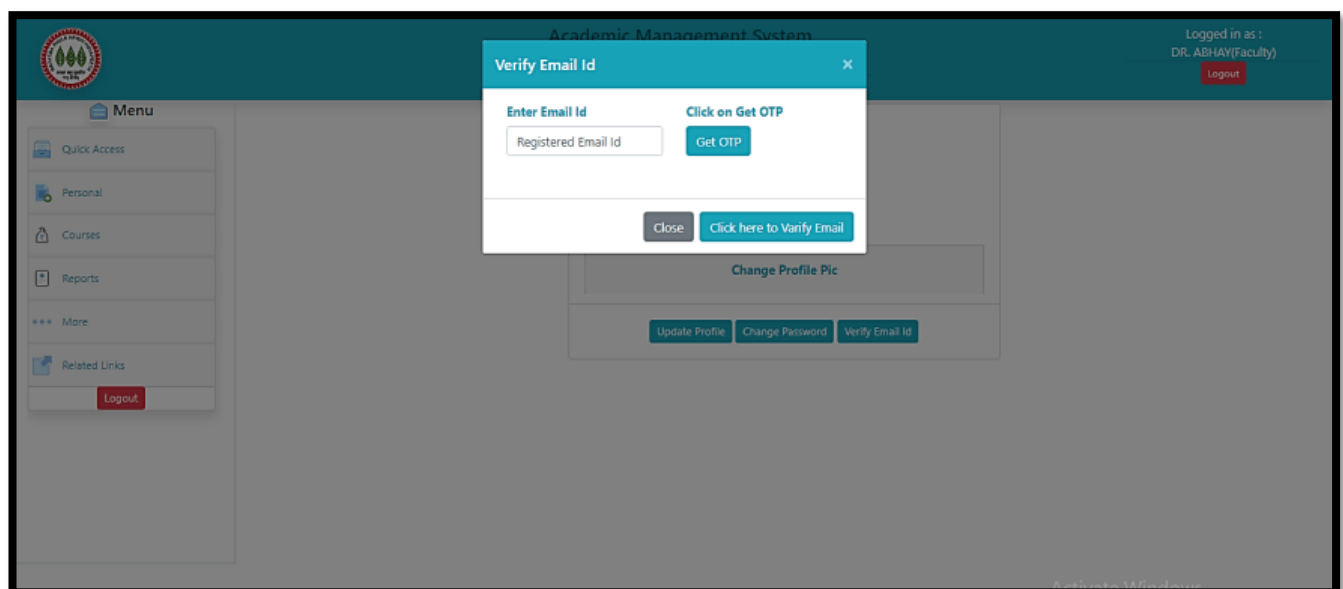 Academic Management System
Logged in as :
DR. ABHAY(Faculty)
Logout
Verify Email Id
×
Menu
Enter Email Id
Click on Get OTP
Registered Email Id
Get OTP
Quick Access
Personal
Courses
Reports
More
Related Links
Logout
Close
Click here to Varify Email
Change Profile Pic
Update Profile
Change Password
Verify Email Id
Activate Windows